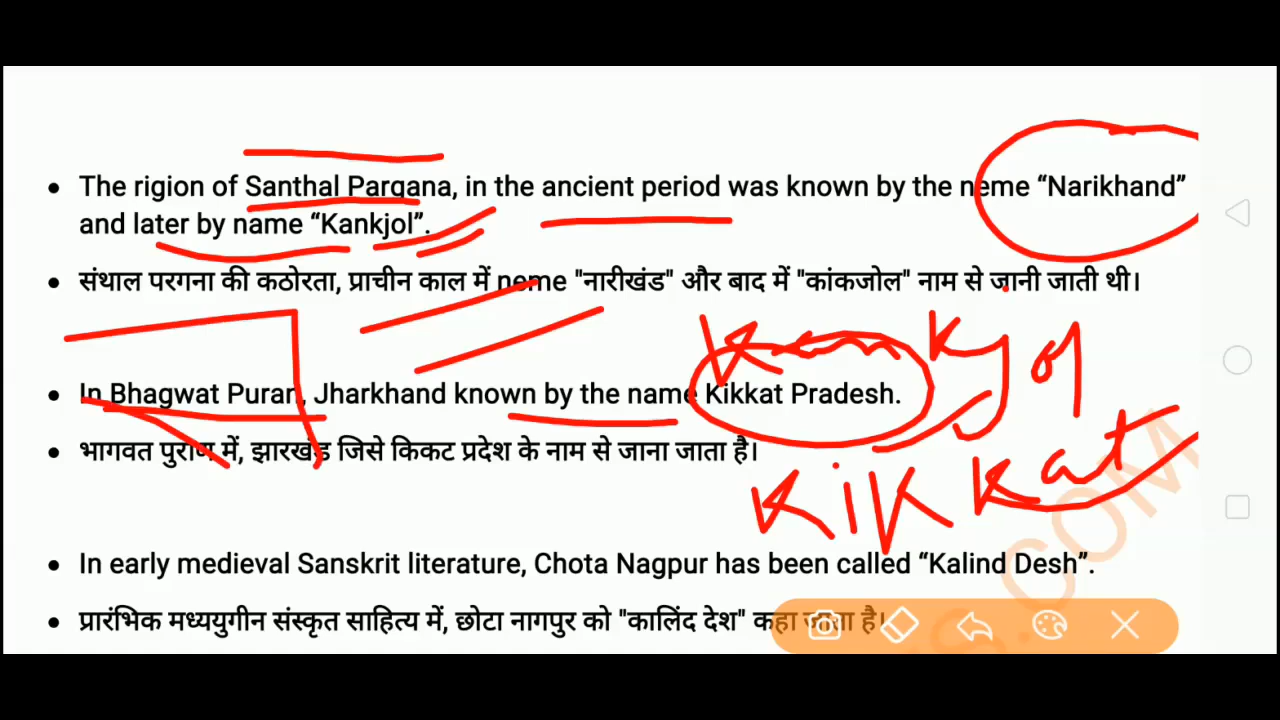 • The rigion of Santhal Pargana, in the ancient period was known by the neme “Narikhand”
and later by name “Kankjol”.
• संथाल परगना की कठोरता, प्राचीन काल में neme "नारीखंड" और बाद में "कांकजोल" नाम से जानी जाती थी।
Kankjol
• In Bhagwat Puran, Jharkhand known by the name Kikkat Pradesh.
• भागवत पुराण में, झारखंड जिसे किकट प्रदेश के नाम से जाना जाता है।
KiKKat
• In early medieval Sanskrit literature, Chota Nagpur has been called “Kalind Desh”.
• प्रारंभिक मध्ययुगीन संस्कृत साहित्य में, छोटा नागपुर को "कालिंद देश" कहा जाता है।
.COM